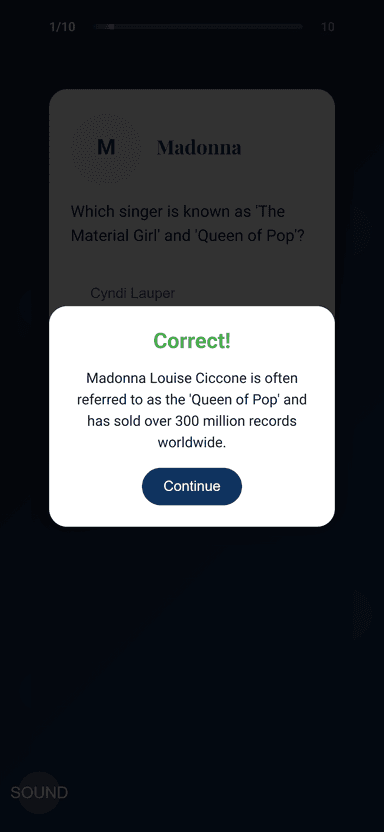 1/10
10
M
Madonna
Which singer is known as 'The
Material Girl' and 'Queen of Pop'?
Cyndi Lauper
Correct!
Madonna Louise Ciccone is often
referred to as the 'Queen of Pop' and
has sold over 300 million records
worldwide.
Continue
SOUND